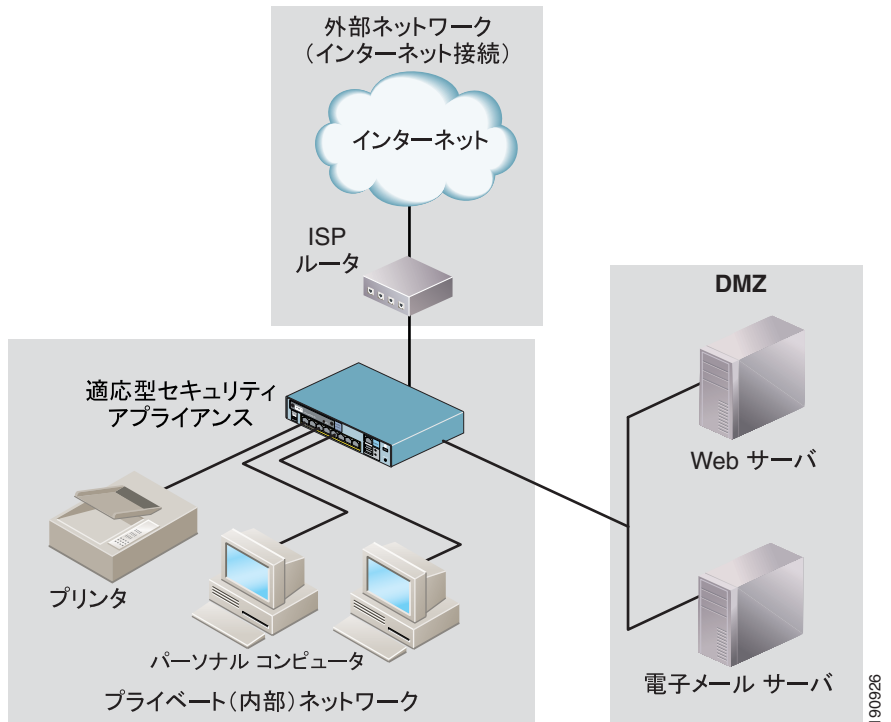 外部ネットワーク
（インターネット接続）
インターネット
ISP
ルータ
DMZ
適応型セキュリティ
アプライアンス
Web サーバ
プリンタ
パーソナル コンピュータ
電子メール サーバ
プライベート（内部）ネットワーク
190926